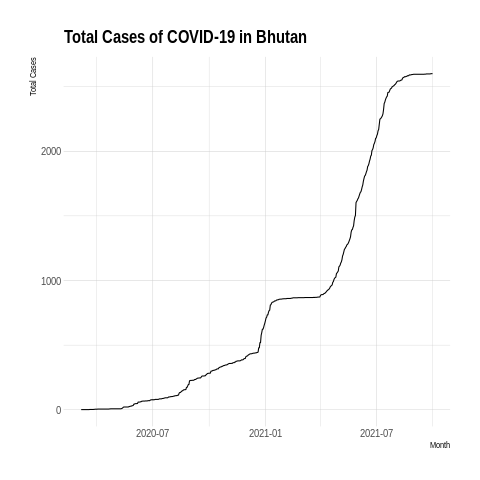 Total Cases of COVID-19 in Bhutan
Total Cases
2000
1000
0
2020-07
2021-01
2021-07
Month